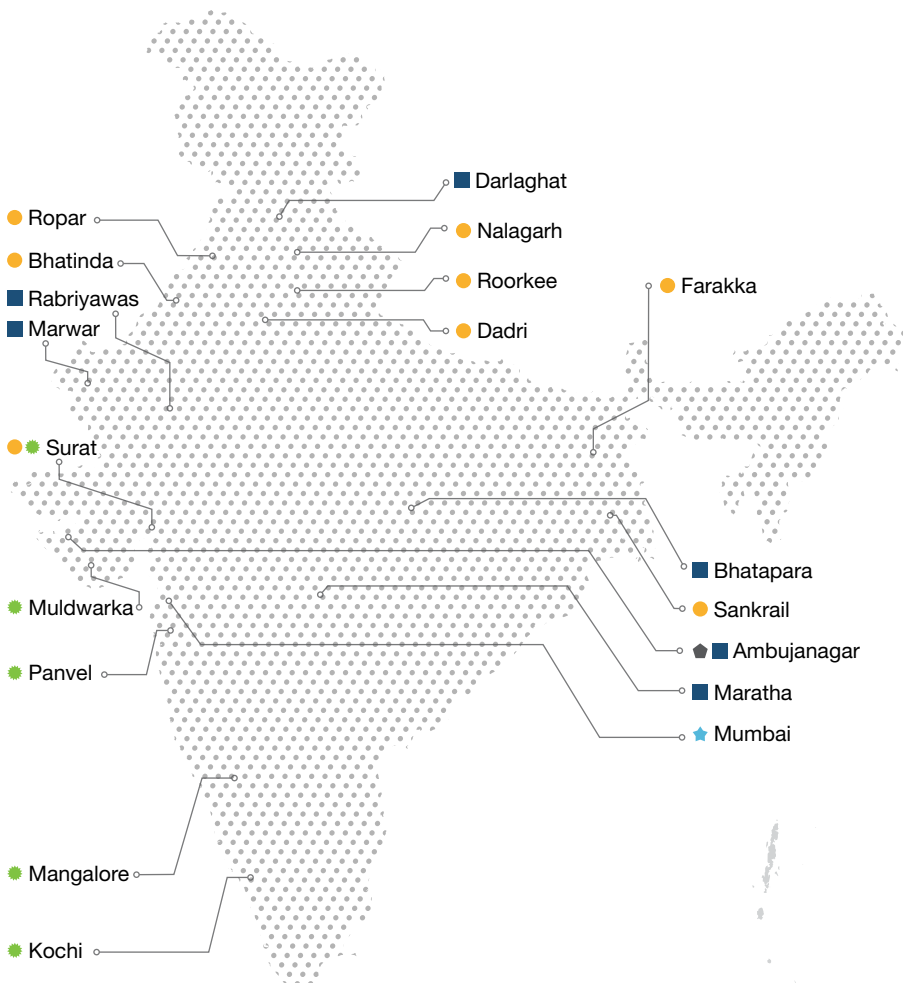 Darlaghat
Ropar
Nalagarh
Bhatinda
Roorkee
Farakka
Rabriyawas
Marwar
Dadri
Surat
Bhatapara
Muldwarka
Sankrail
Ambujanagar
Panvel
Maratha
Mumbai
Mangalore
Kochi